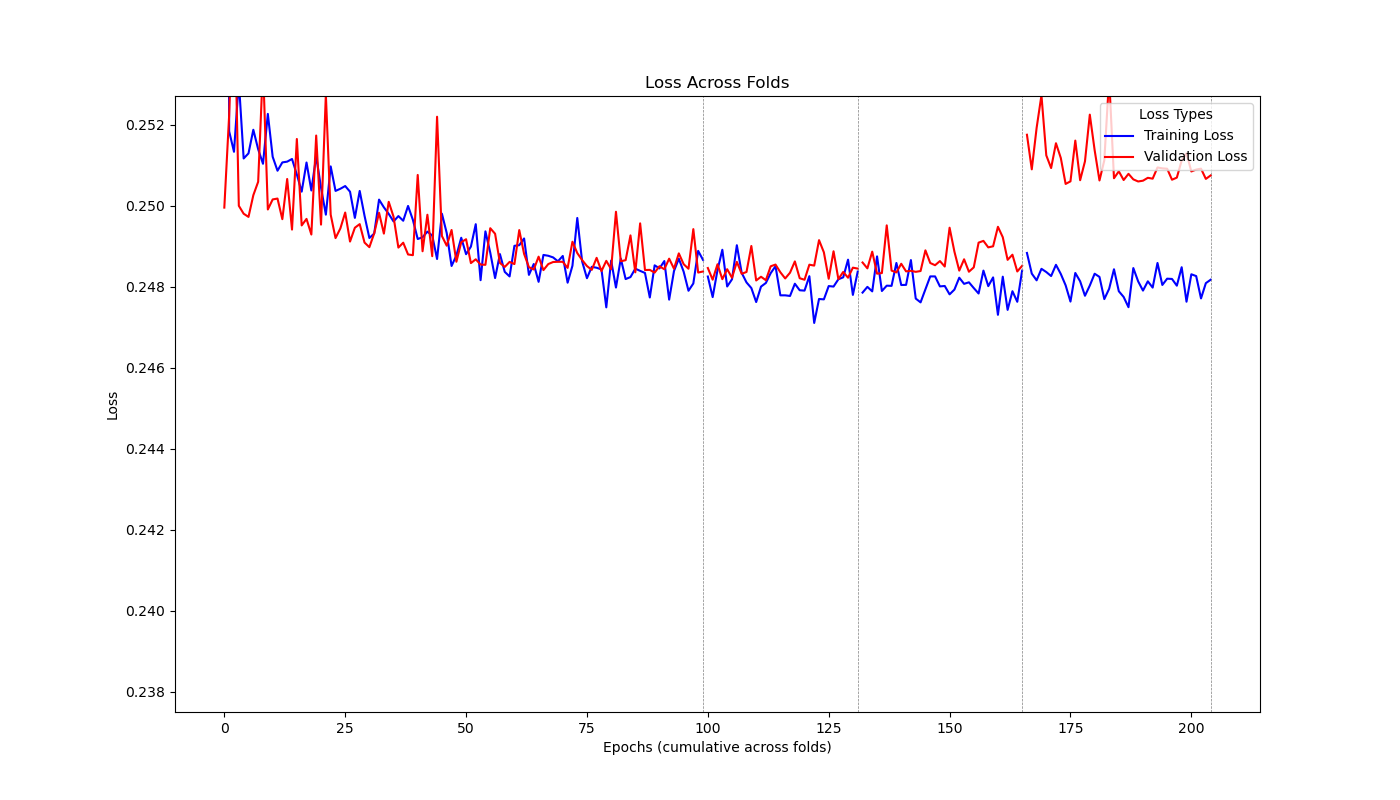 Loss Across Folds
Loss Types
Training Loss
Validation Loss
0.252
0.250
0.248
0.246
0.244
0.242
0.240
0.238
Loss
0 25 50 75 100 125 150 175 200
Epochs (cumulative across folds)